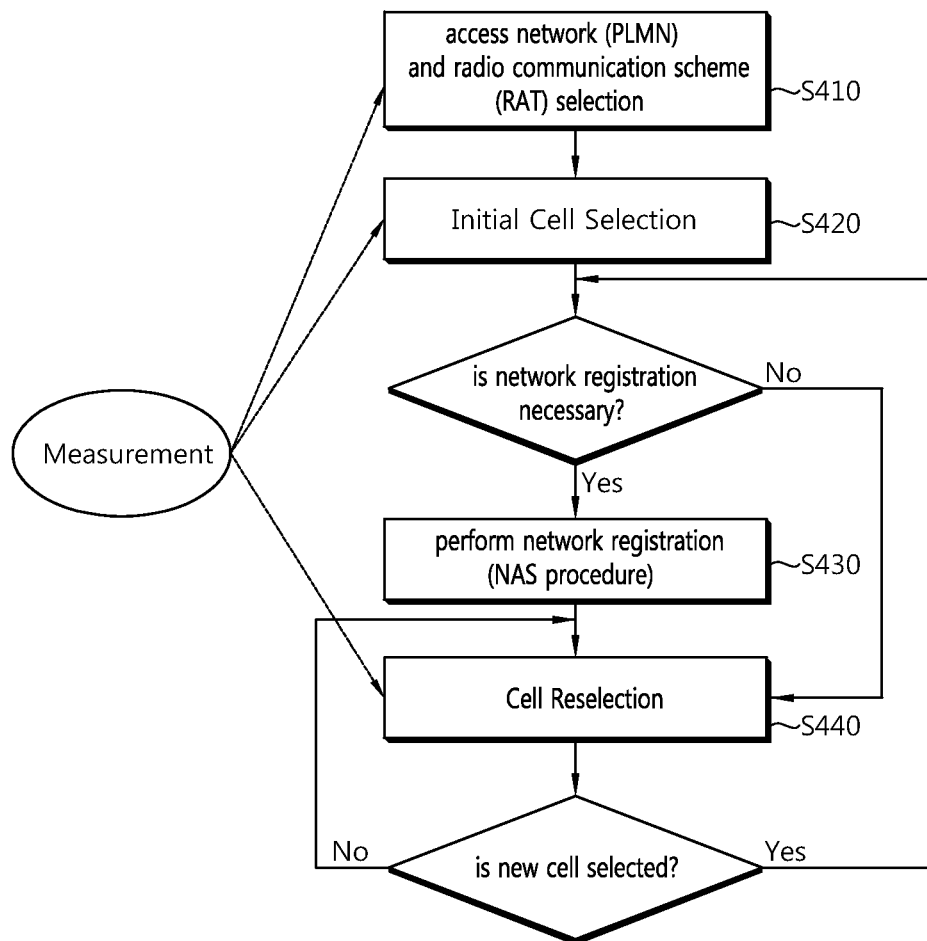 access network (PLMN)
and radio communication scheme
(RAT) selection
S410
Initial Cell Selection
S420
is network registration
necessary?
No
Yes
Measurement
perform network registration
(NAS procedure)
S430
Cell Reselection
S440
is new cell selected?
No
Yes